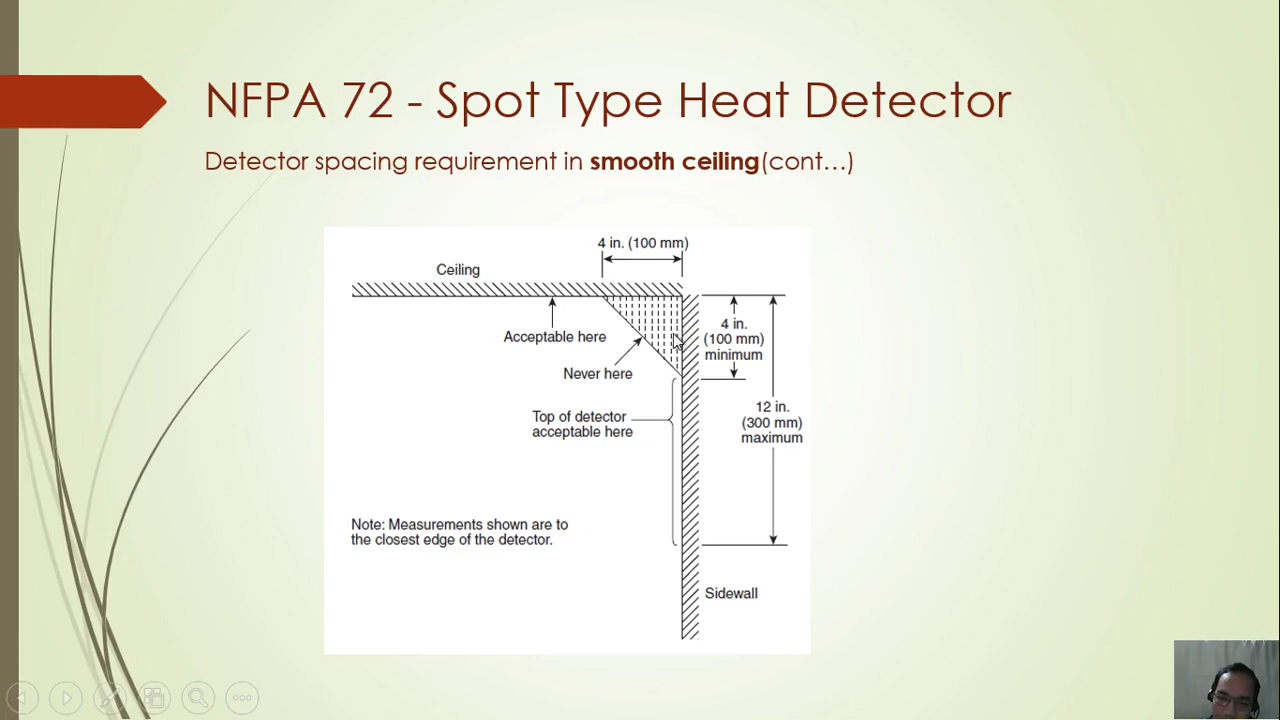 NFPA 72 - Spot Type Heat Detector
Detector spacing requirement in smooth ceiling(cont…)
4 in. (100 mm)
Ceiling
Acceptable here
4 in.
(100 mm)
minimum
Never here
12 in.
(300 mm)
maximum
Top of detector
acceptable here
Note: Measurements shown are to
the closest edge of the detector.
Sidewall